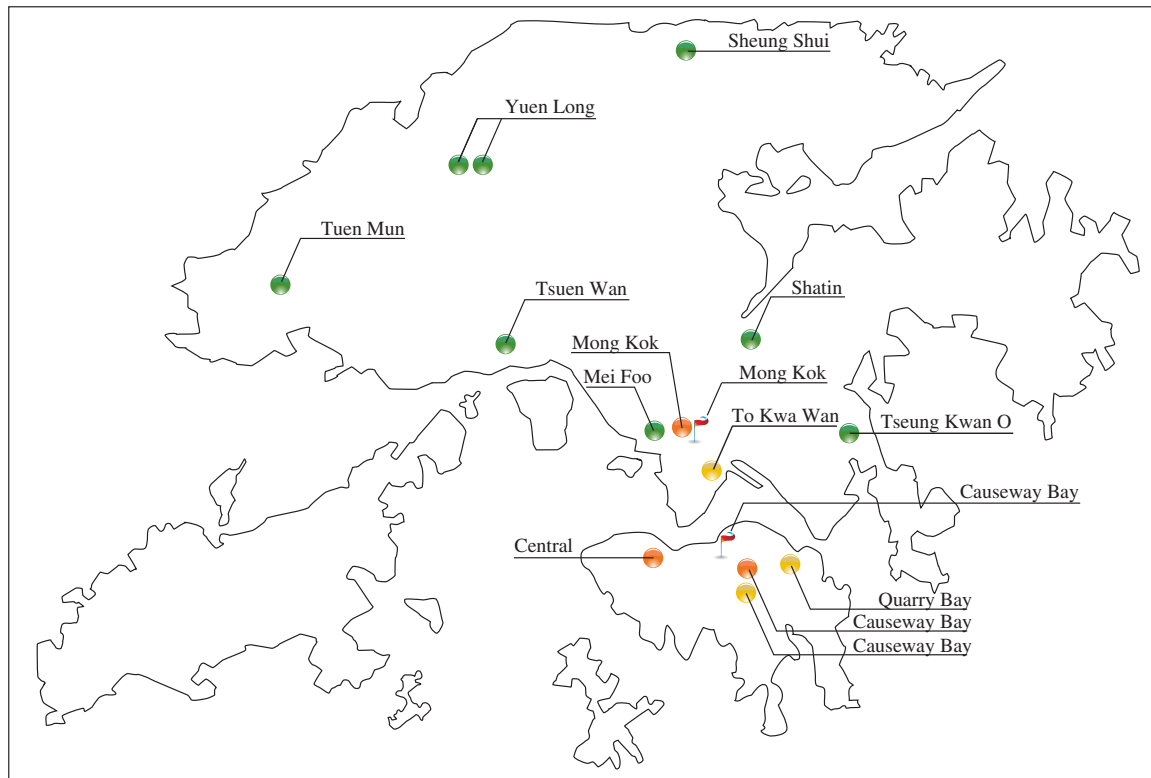 Sheung Shui
Yuen Long
Tuen Mun
Tsuen Wan
Shatin
Mong Kok
Mei Foo
Mong Kok
To Kwa Wan
Tseung Kwan O
Causeway Bay
Central
Quarry Bay
Causeway Bay
Causeway Bay